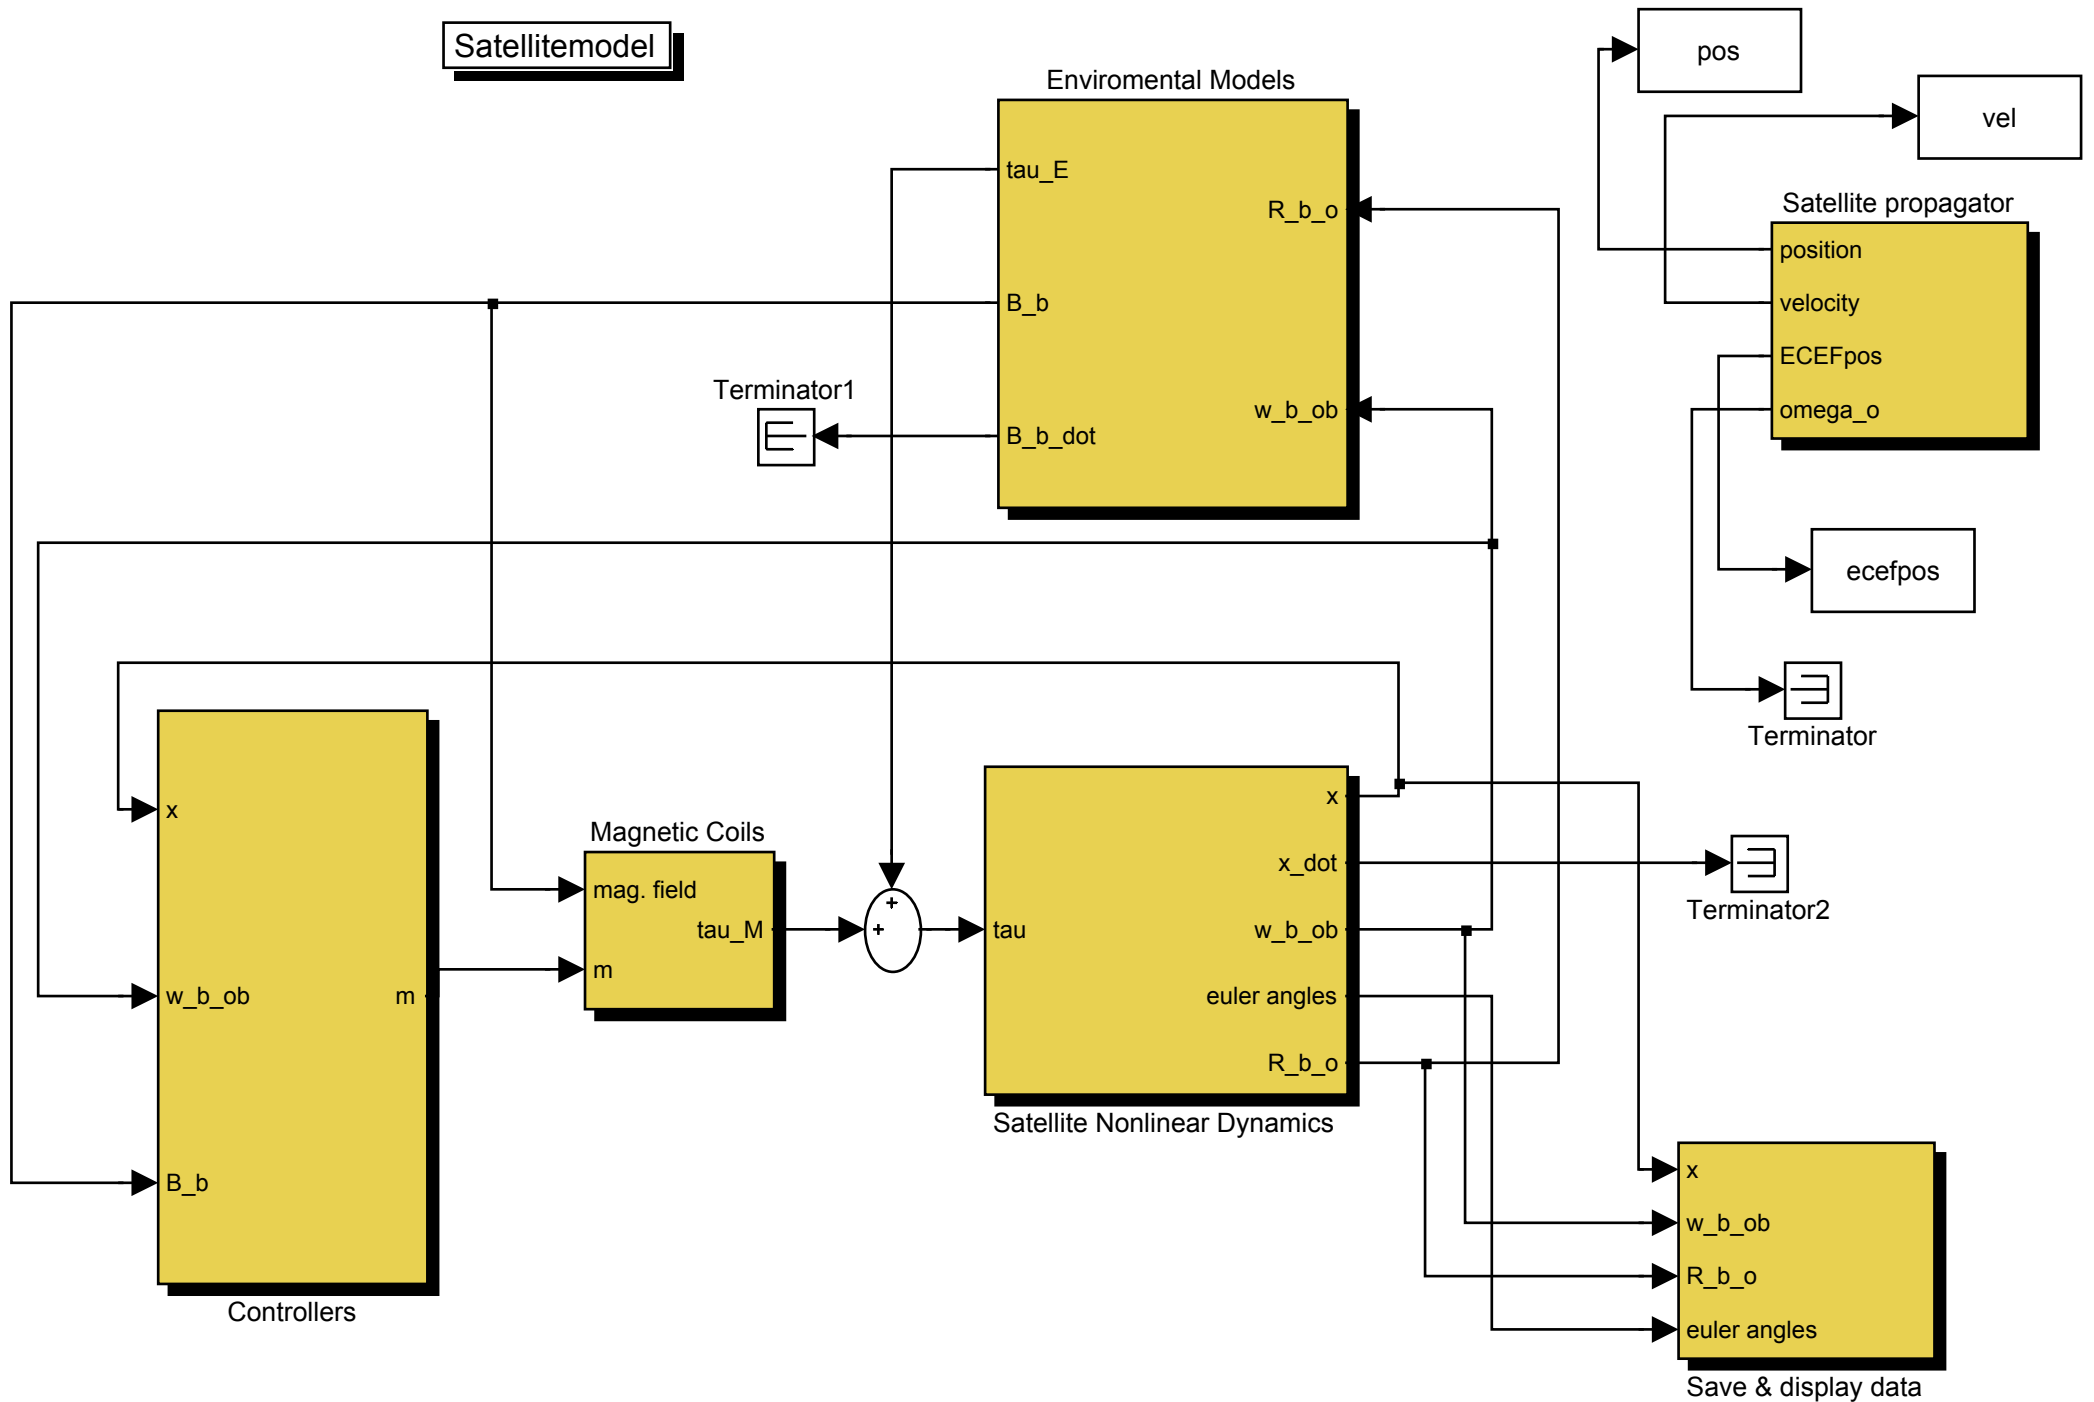 Satellitemodel
Enviromental Models
tau_E
R_b_o
B_b
w_b_ob
B_b_dot
Terminator1
pos
vel
Satellite propagator
position
velocity
ECEFpos
omega_o
ecefpos
Terminator
x
w_b_ob
m
B_b
Controllers
Magnetic Coils
mag. field
tau_M
m
+
+
tau
x
x_dot
w_b_ob
euler angles
R_b_o
Satellite Nonlinear Dynamics
Terminator2
x
w_b_ob
R_b_o
euler angles
Save & display data